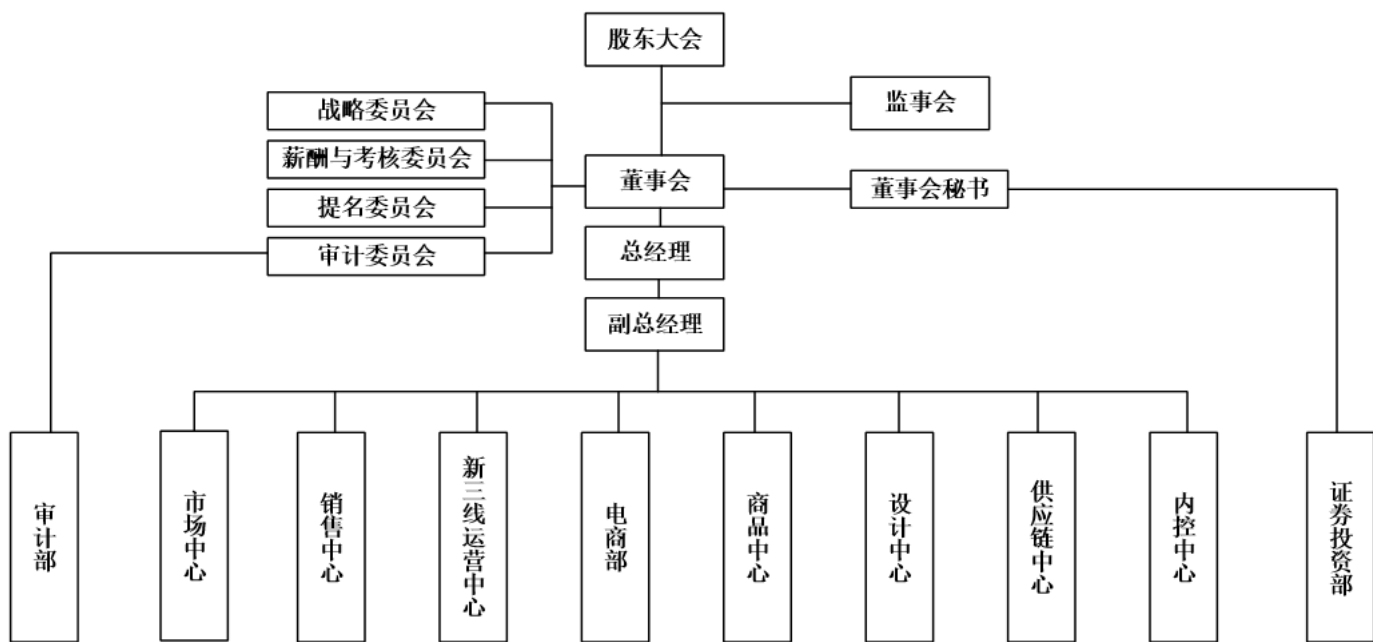 股东大会
监事会
战略委员会
薪酬与考核委员会
董事会
董事会秘书
提名委员会
审计委员会
总经理
副总经理
审计部
市场中心
销售中心
新三线运营中心
电商部
商品中心
设计中心
供应链中心
内控中心
证券投资部